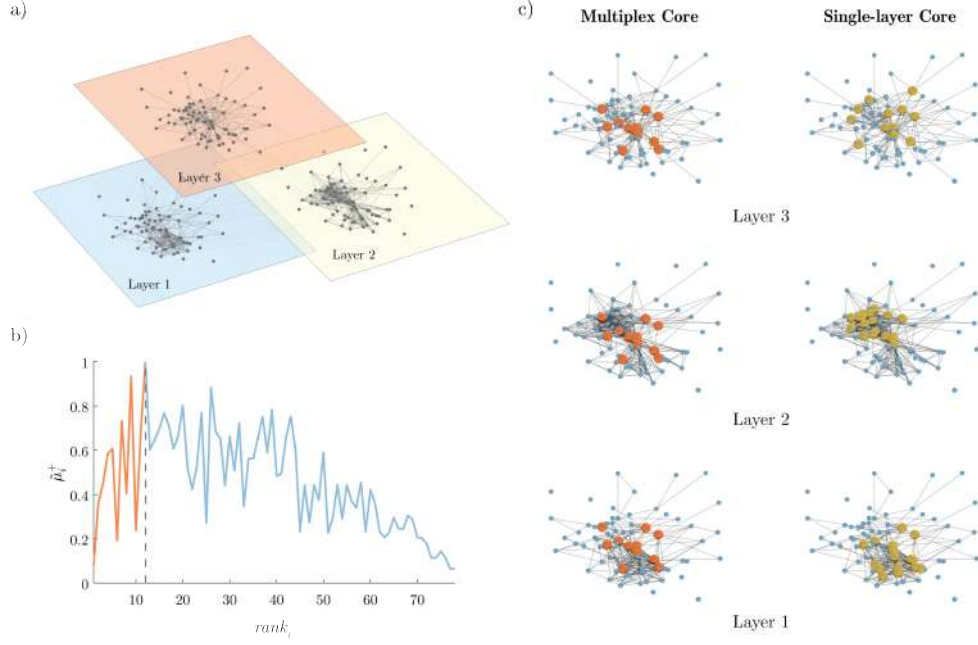 a)
Layer 3
Layer 1
Layer 2
b)
1
0.8
0.6
0.4
0.2
0
μ̃ᵢ⁺
10 20 30 40 50 60 70
rankᵢ
c)
Multiplex Core Single-layer Core
Layer 3
Layer 2
Layer 1